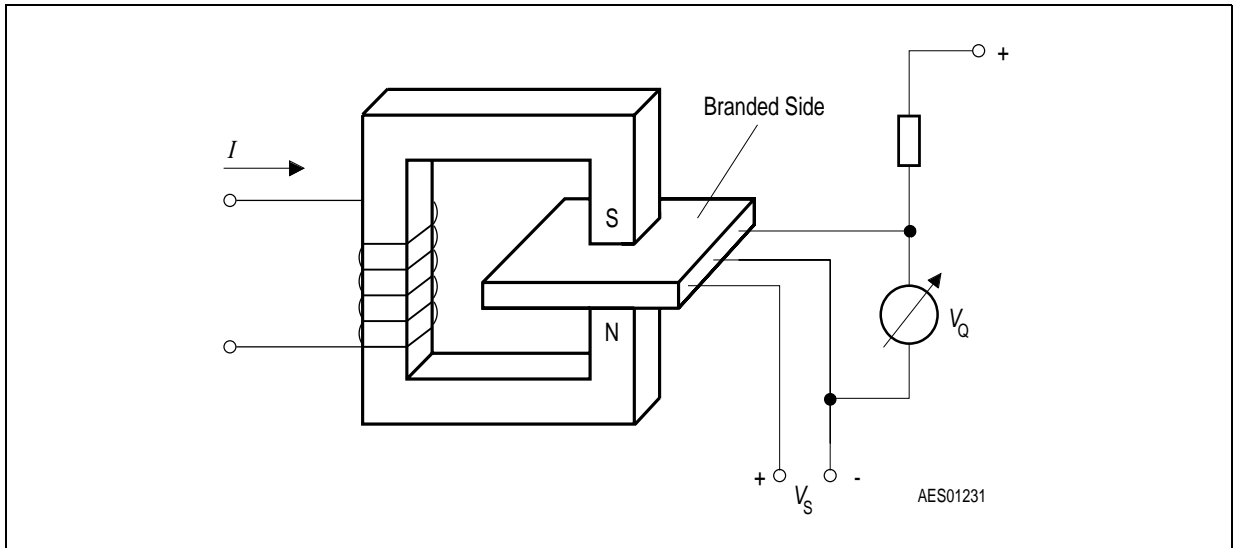 +
Branded Side
I
S
N
V_Q
+ V_S -
AES01231